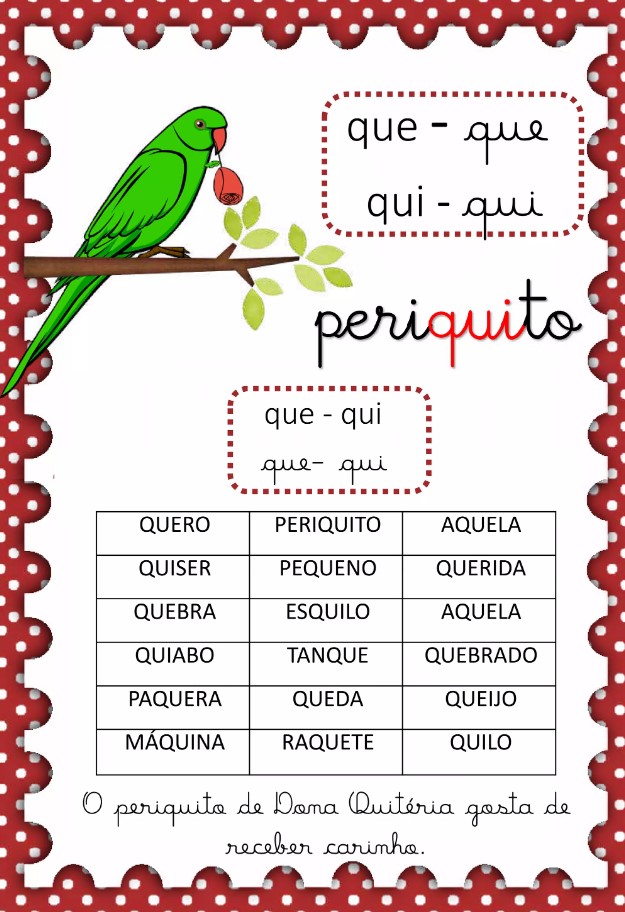 que - que
qui - qui
periquito
que - qui
que- qui
QUERO PERIQUITO AQUELA
QUISER PEQUENO QUERIDA
QUEBRA ESQUILO AQUELA
QUIABO TANQUE QUEBRADO
PAQUERA QUEDA QUEIJO
MÁQUINA RAQUETE QUILO
O periquito de Dona Quitéria gosta de
receber carinho.